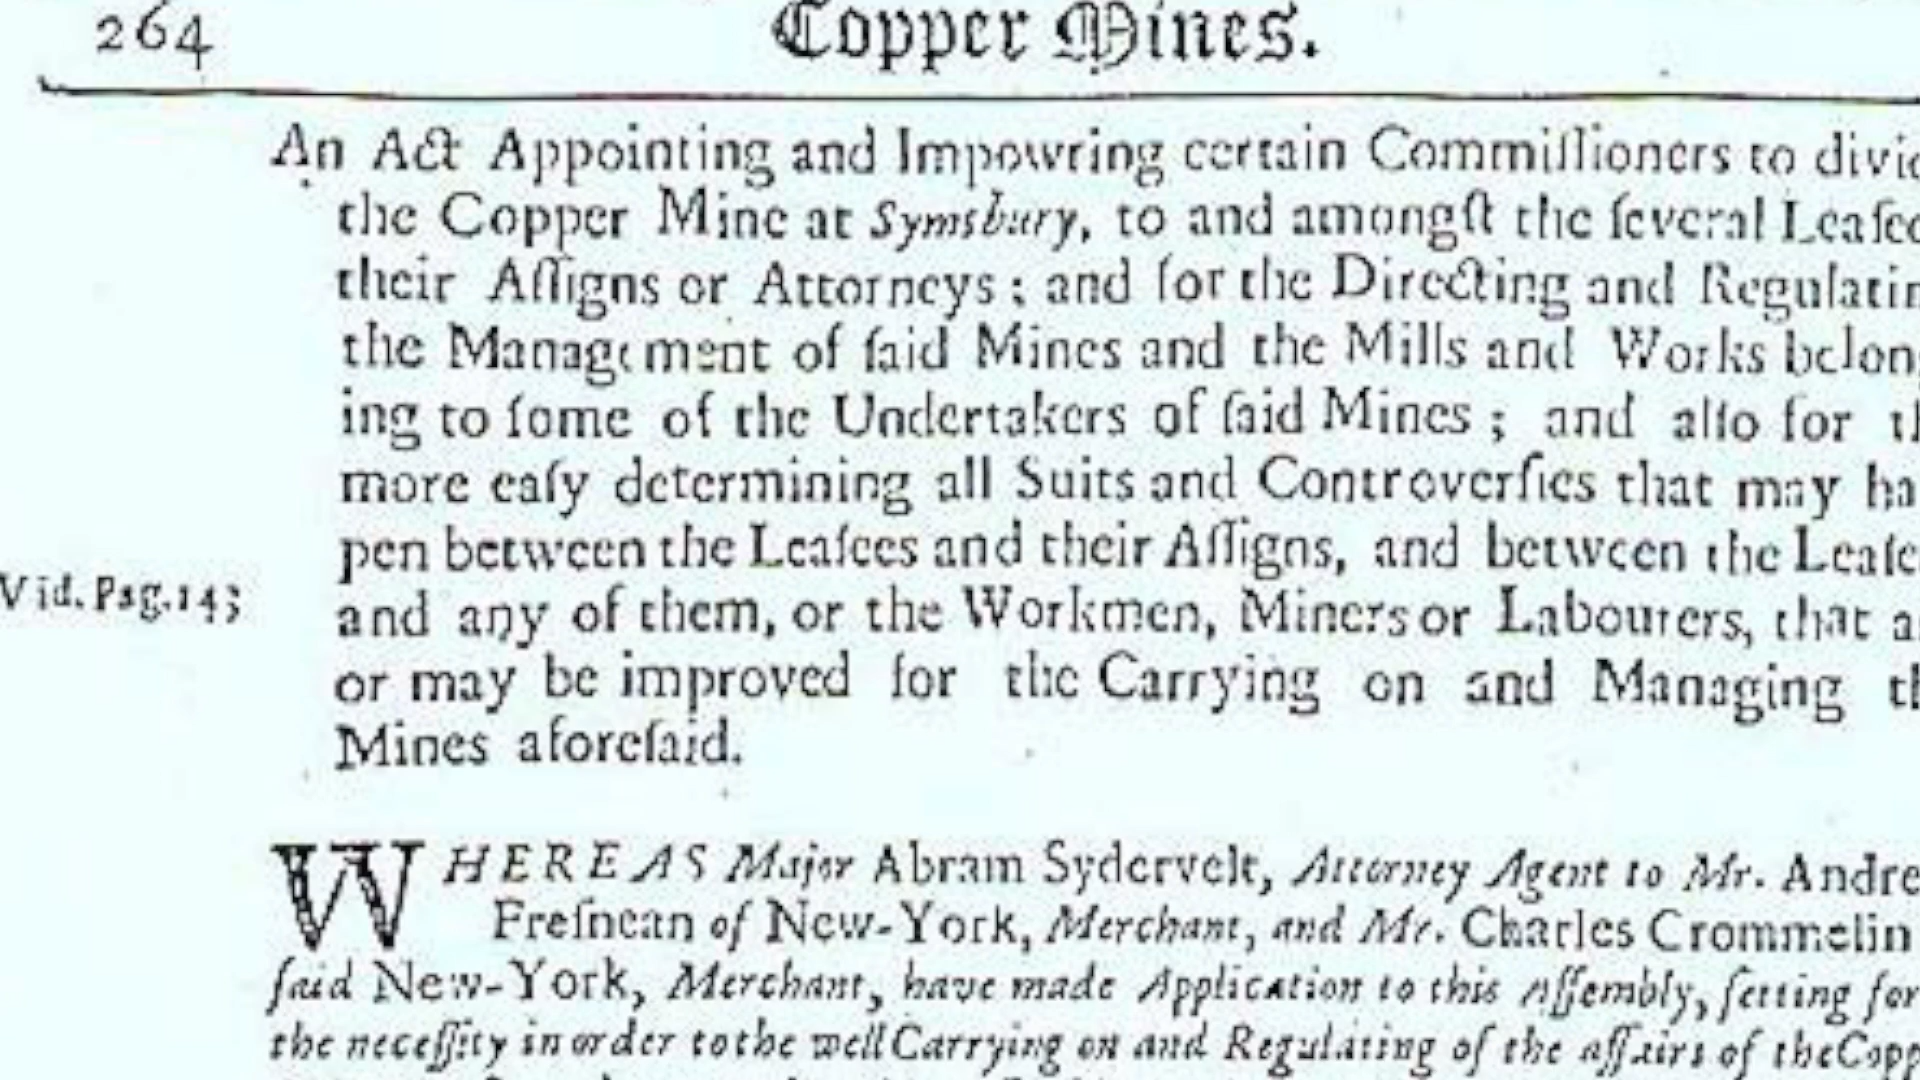 264
Copper Mines.
An Act Appointing and Impowring certain Commiſſioners to divid
the Copper Mine at Symsbury, to and amongſt the ſeveral Leaſee
their Aſſigns or Attorneys; and for the Directing and Regulatin
the Management of ſaid Mines and the Mills and Works belong
ing to ſome of the Undertakers of ſaid Mines; and alſo for th
more eaſy determining all Suits and Controverſies that may hap
pen between the Leaſees and their Aſſigns, and between the Leaſee
Vid. Pag. 143
and any of them, or the Workmen, Miners or Labourers, that a
or may be improved for the Carrying on and Managing th
Mines aforeſaid.
WHEREAS Major Abram Sydervelt, Attorney Agent to Mr. Andre
Freſnean of New-York, Merchant, and Mr. Charles Crommelin
ſaid New-York, Merchant, have made Application to this Aſſembly, ſetting for
the neceſſity in order to the well Carrying on and Regulating of the affairs of the Copp